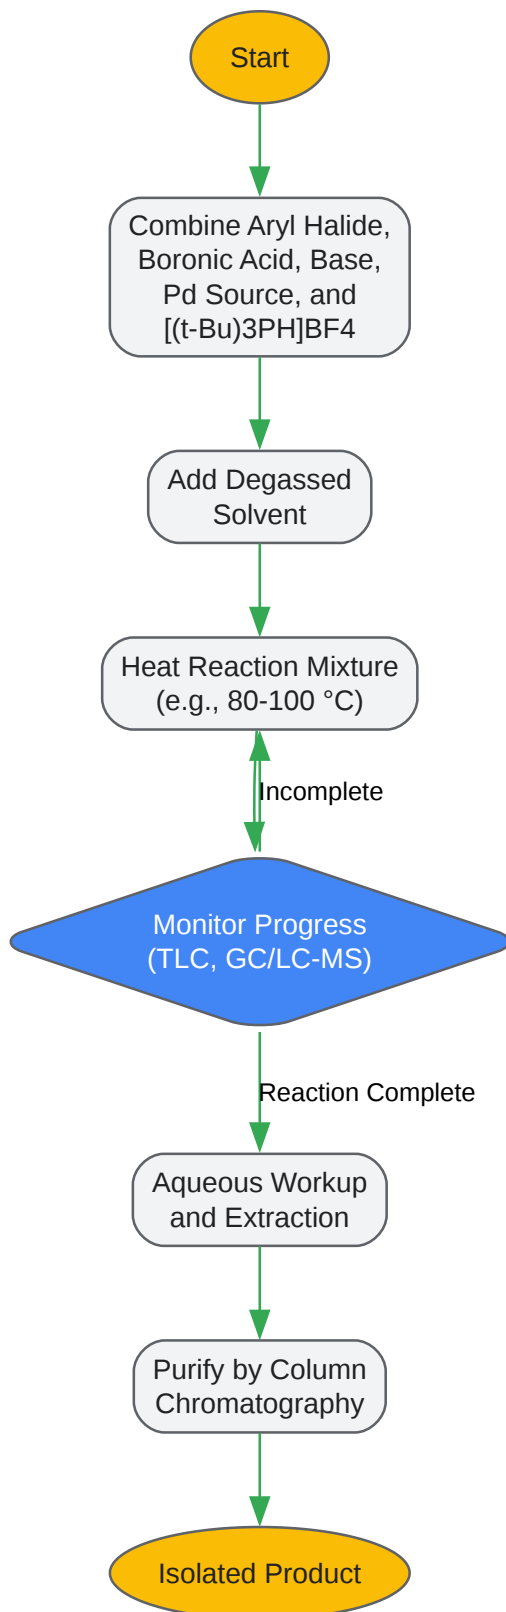 Start
Combine Aryl Halide,
Boronic Acid, Base,
Pd Source, and
[(t-Bu)3PH]BF4
Add Degassed
Solvent
Heat Reaction Mixture
(e.g., 80-100 °C)
Incomplete
Monitor Progress
(TLC, GC/LC-MS)
Reaction Complete
Aqueous Workup
and Extraction
Purify by Column
Chromatography
Isolated Product